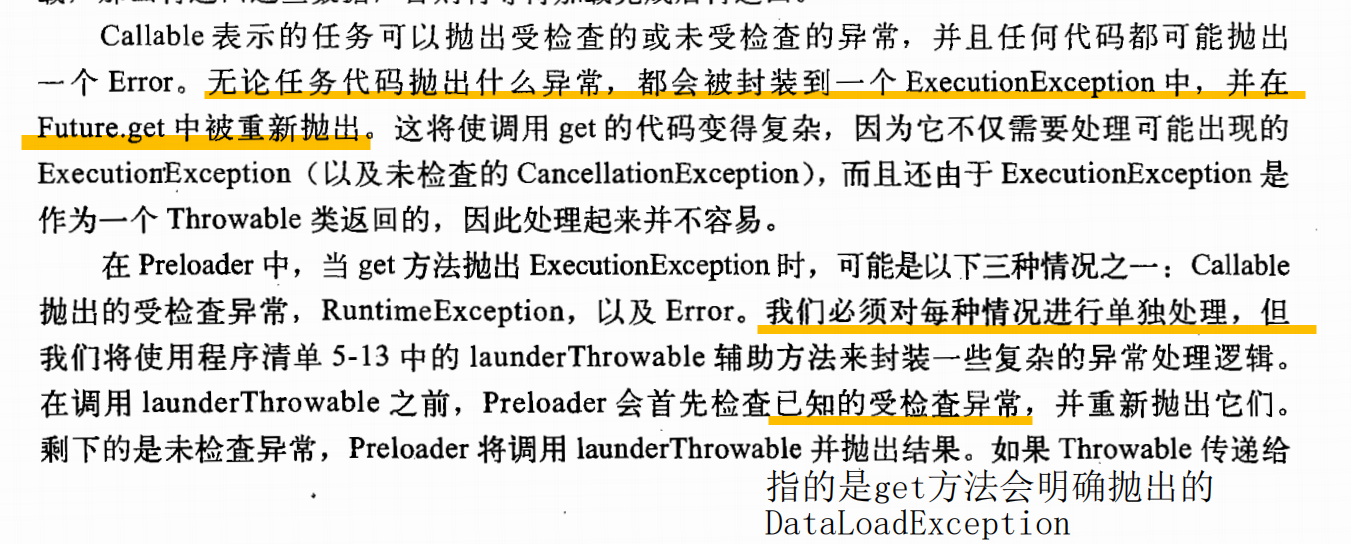 Callable 表示的任务可以抛出受检查的或未受检查的异常，并且任何代码都可能抛出
一个 Error。无论任务代码抛出什么异常，都会被封装到一个 ExecutionException 中，并在
Future.get 中被重新抛出。这将使调用 get 的代码变得复杂，因为它不仅需要处理可能出现的
ExecutionException（以及未检查的 CancellationException），而且还由于 ExecutionException 是
作为一个 Throwable 类返回的，因此处理起来并不容易。
在 Preloader 中，当 get 方法抛出 ExecutionException 时，可能是以下三种情况之一：Callable
抛出的受检查异常，RuntimeException，以及 Error。我们必须对每种情况进行单独处理，但
我们将使用程序清单 5-13 中的 launderThrowable 辅助方法来封装一些复杂的异常处理逻辑。
在调用 launderThrowable 之前，Preloader 会首先检查已知的受检查异常，并重新抛出它们。
剩下的是未检查异常，Preloader 将调用 launderThrowable 并抛出结果。如果 Throwable 传递给
指的是get方法会明确抛出的
DataLoadException